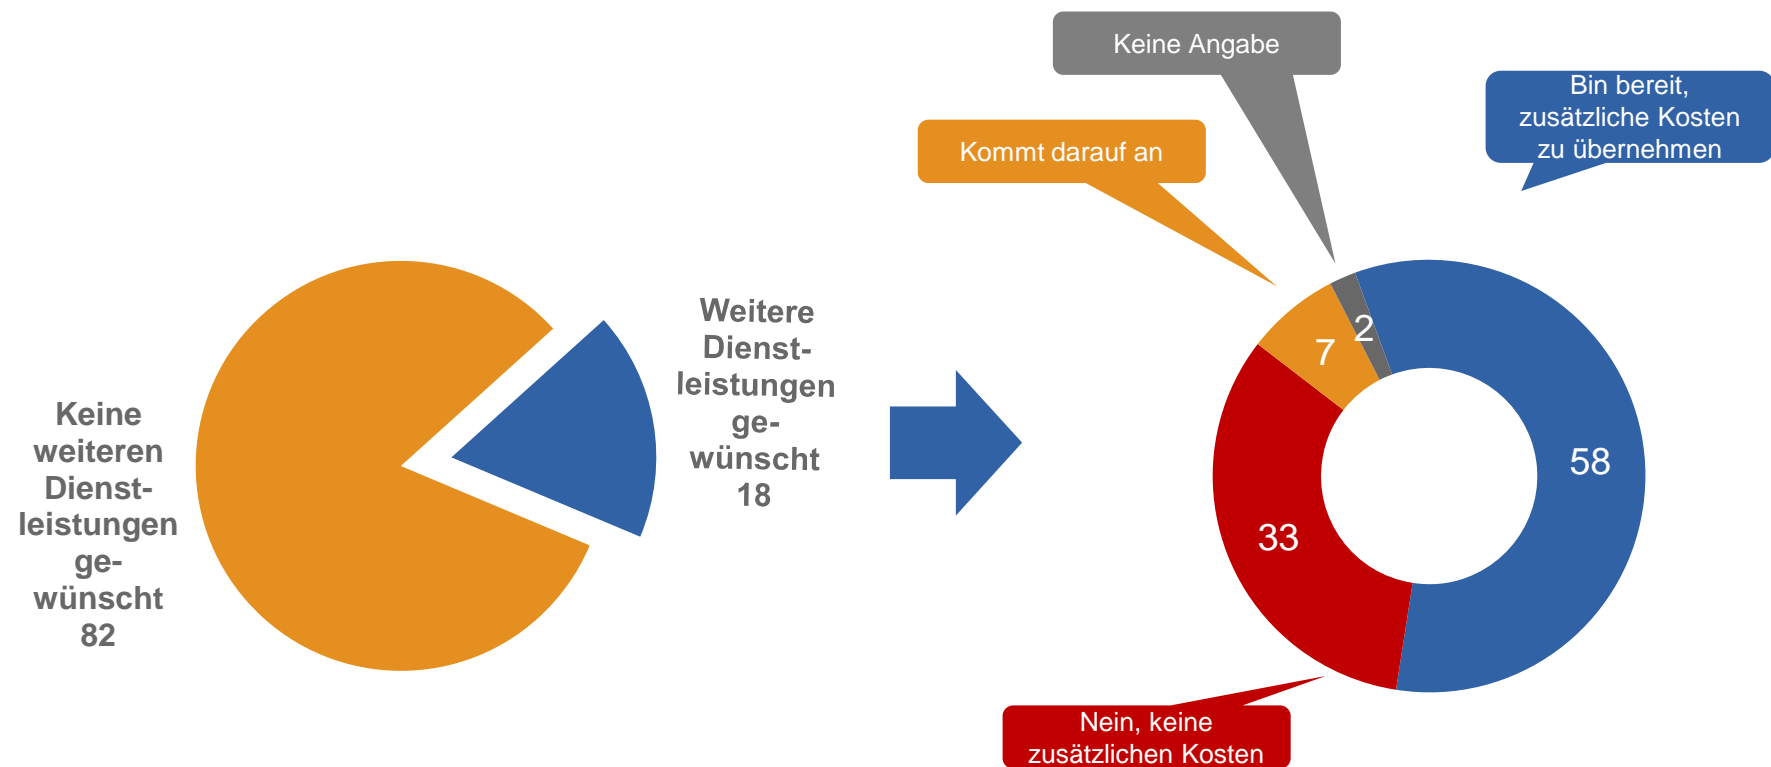 Keine Angabe
Bin bereit,
zusätzliche Kosten
zu übernehmen
Kommt darauf an
Keine
weiteren
Dienst-
leistungen
ge-
wünscht
82
Weitere
Dienst-
leistungen
ge-
wünscht
18
2
7
58
33
Nein, keine
zusätzlichen Kosten